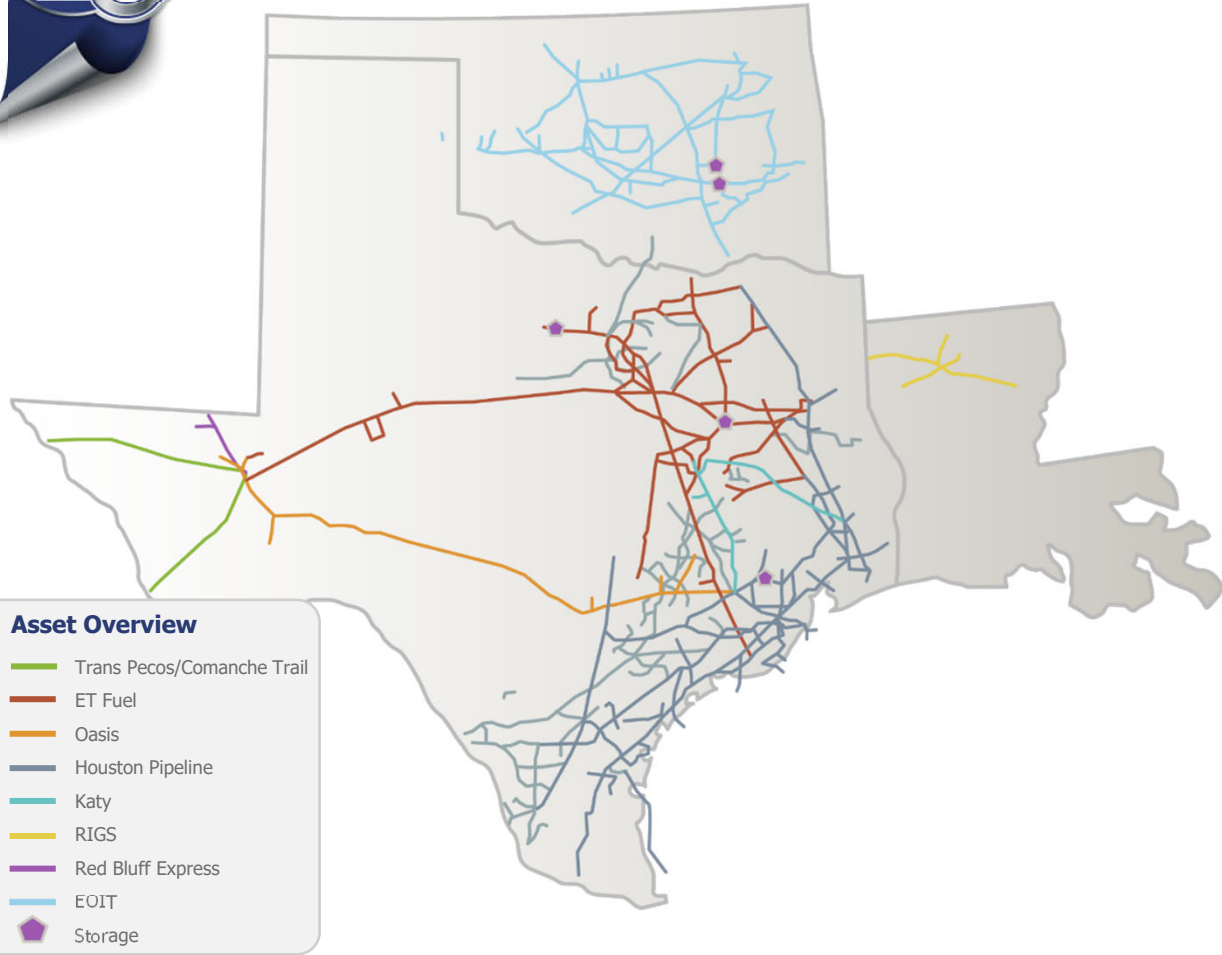 Asset Overview
Trans Pecos/Comanche Trail
ET Fuel
Oasis
Houston Pipeline
Katy
RIGS
Red Bluff Express
EOIT
Storage